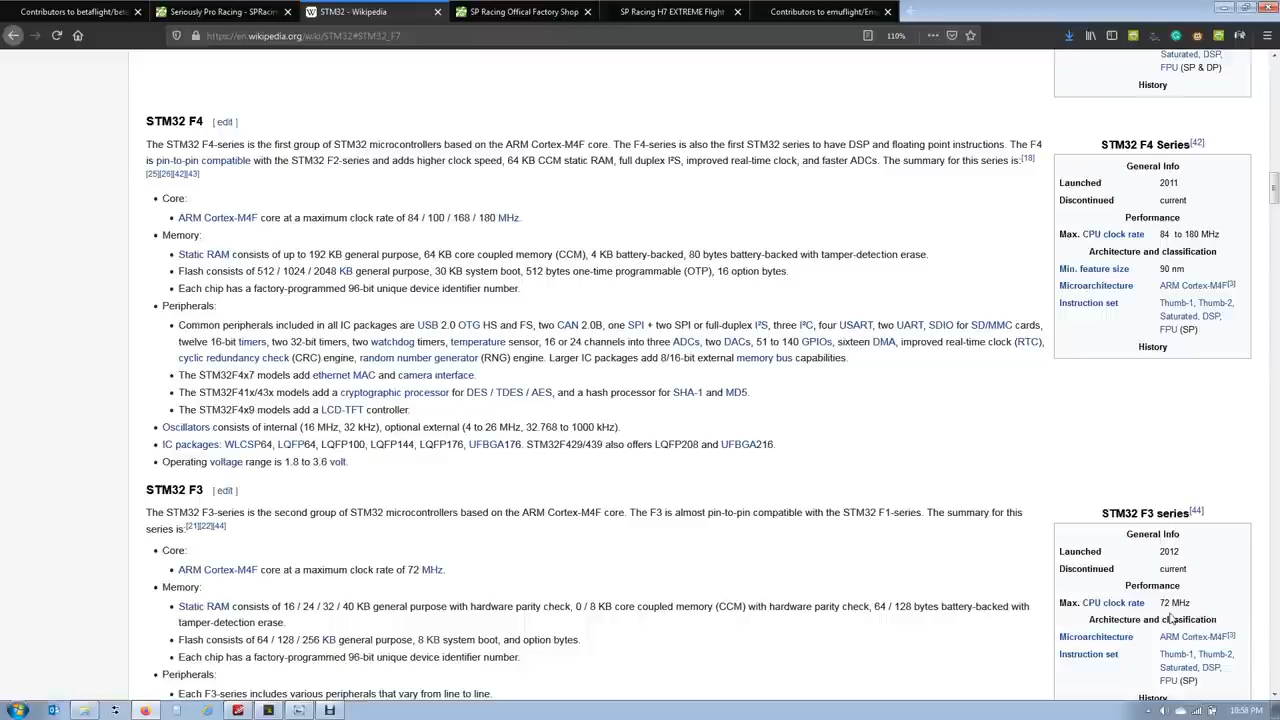 Contributors to betaflight/beta
Seriously Pro Racing - SPRacin
STM32 - Wikipedia
SP Racing Offical Factory Shop
SP Racing H7 EXTREME Flight
Contributors to emuflight/Em
https://en.wikipedia.org/wiki/STM32#STM32_F7
110%
Saturated, DSP,
FPU (SP & DP)
History
STM32 F4 [ edit ]
The STM32 F4-series is the first group of STM32 microcontrollers based on the ARM Cortex-M4F core. The F4-series is also the first STM32 series to have DSP and floating point instructions. The F4
is pin-to-pin compatible with the STM32 F2-series and adds higher clock speed, 64 KB CCM static RAM, full duplex I²S, improved real-time clock, and faster ADCs. The summary for this series is:[18]
[25][26][42][43]
• Core:
• ARM Cortex-M4F core at a maximum clock rate of 84 / 100 / 168 / 180 MHz.
• Memory:
• Static RAM consists of up to 192 KB general purpose, 64 KB core coupled memory (CCM), 4 KB battery-backed, 80 bytes battery-backed with tamper-detection erase.
• Flash consists of 512 / 1024 / 2048 KB general purpose, 30 KB system boot, 512 bytes one-time programmable (OTP), 16 option bytes.
• Each chip has a factory-programmed 96-bit unique device identifier number.
• Peripherals:
• Common peripherals included in all IC packages are USB 2.0 OTG HS and FS, two CAN 2.0B, one SPI + two SPI or full-duplex I²S, three I²C, four USART, two UART, SDIO for SD/MMC cards,
twelve 16-bit timers, two 32-bit timers, two watchdog timers, temperature sensor, 16 or 24 channels into three ADCs, two DACs, 51 to 140 GPIOs, sixteen DMA, improved real-time clock (RTC),
cyclic redundancy check (CRC) engine, random number generator (RNG) engine. Larger IC packages add 8/16-bit external memory bus capabilities.
• The STM32F4x7 models add ethernet MAC and camera interface.
• The STM32F41x/43x models add a cryptographic processor for DES / TDES / AES, and a hash processor for SHA-1 and MD5.
• The STM32F4x9 models add a LCD-TFT controller.
• Oscillators consists of internal (16 MHz, 32 kHz), optional external (4 to 26 MHz, 32.768 to 1000 kHz).
• IC packages: WLCSP64, LQFP64, LQFP100, LQFP144, LQFP176, UFBGA176. STM32F429/439 also offers LQFP208 and UFBGA216.
• Operating voltage range is 1.8 to 3.6 volt.
STM32 F4 Series[42]
General Info
Launched 2011
Discontinued current
Performance
Max. CPU clock rate 84 to 180 MHz
Architecture and classification
Min. feature size 90 nm
Microarchitecture ARM Cortex-M4F[3]
Instruction set Thumb-1, Thumb-2,
Saturated, DSP,
FPU (SP)
History
STM32 F3 [ edit ]
The STM32 F3-series is the second group of STM32 microcontrollers based on the ARM Cortex-M4F core. The F3 is almost pin-to-pin compatible with the STM32 F1-series. The summary for this
series is:[21][22][44]
• Core:
• ARM Cortex-M4F core at a maximum clock rate of 72 MHz.
• Memory:
• Static RAM consists of 16 / 24 / 32 / 40 KB general purpose with hardware parity check, 0 / 8 KB core coupled memory (CCM) with hardware parity check, 64 / 128 bytes battery-backed with
tamper-detection erase.
• Flash consists of 64 / 128 / 256 KB general purpose, 8 KB system boot, and option bytes.
• Each chip has a factory-programmed 96-bit unique device identifier number.
• Peripherals:
• Each F3-series includes various peripherals that vary from line to line.
STM32 F3 series[44]
General Info
Launched 2012
Discontinued current
Performance
Max. CPU clock rate 72 MHz
Architecture and classification
Microarchitecture ARM Cortex-M4F[3]
Instruction set Thumb-1, Thumb-2,
Saturated, DSP,
FPU (SP)
History
10:58 PM